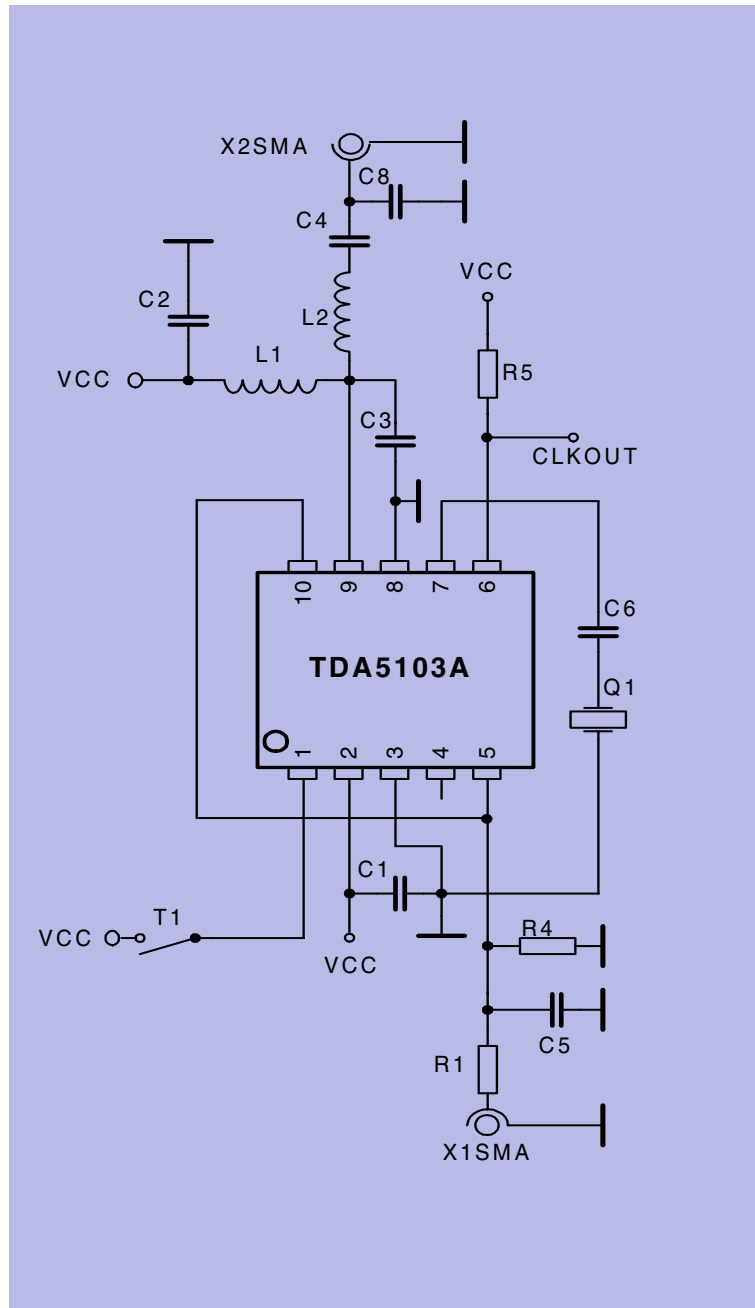 X2SMA
C8
C4
VCC
C2
L2
L1
VCC
R5
C3
CLKOUT
10
9
8
7
6
C6
TDA5103A
Q1
1
2
3
4
5
C1
T1
VCC
VCC
R4
C5
R1
X1SMA